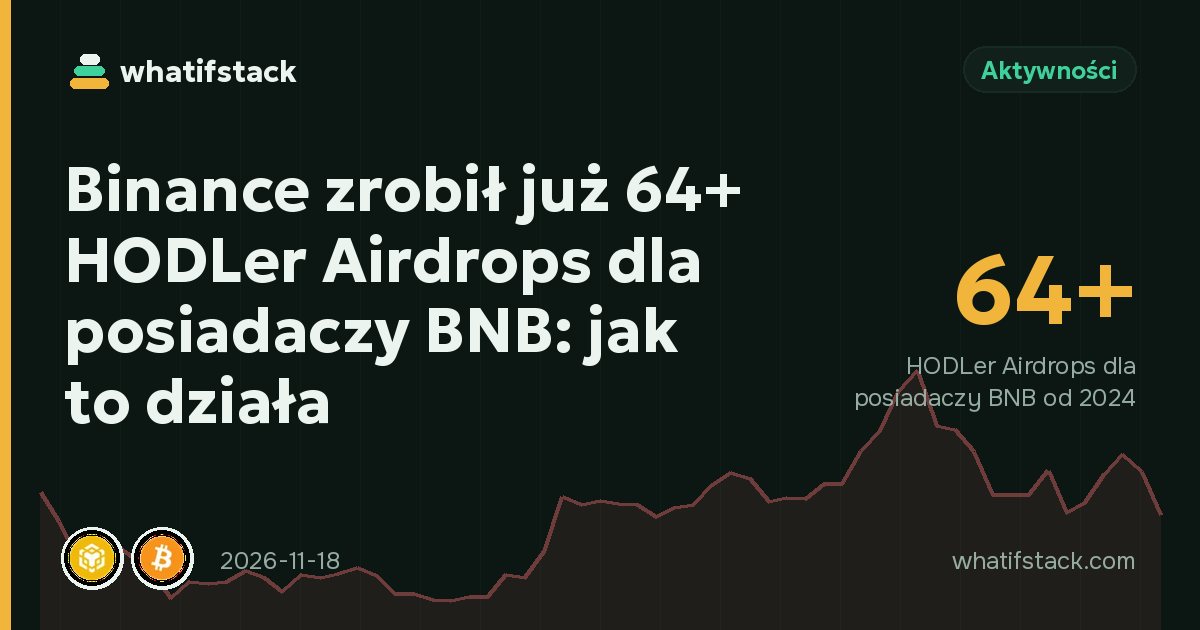 whatifstack
Aktywności
Binance zrobił już 64+
HODLer Airdrops dla
posiadaczy BNB: jak
to działa
64+
HODLer Airdrops dla
posiadaczy BNB od 2024
2026-11-18
whatifstack.com